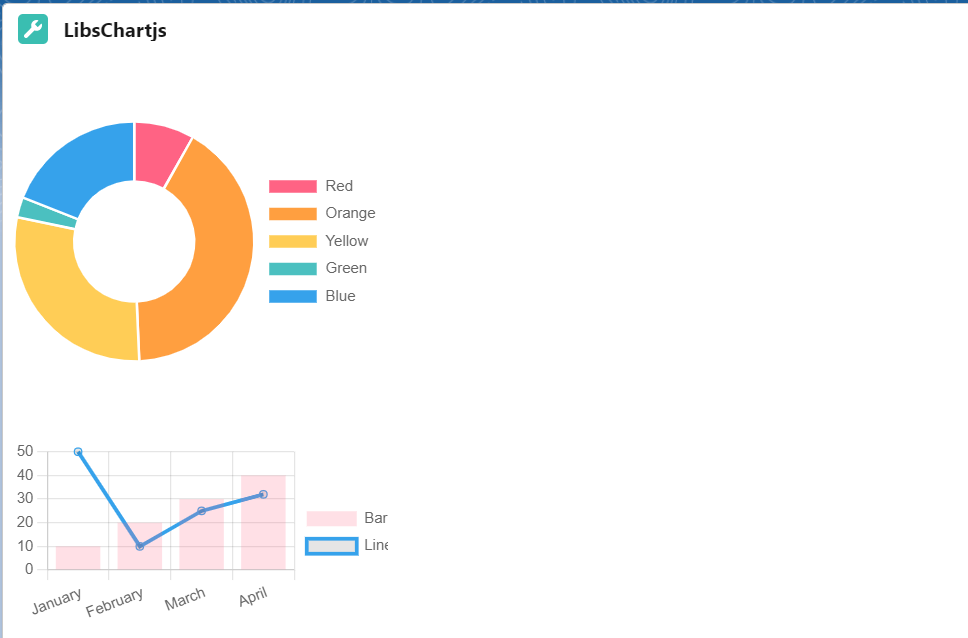 LibsChartjs
Red
Orange
Yellow
Green
Blue
50
40
30
20
10
0
January
February
March
April
Bar
Line